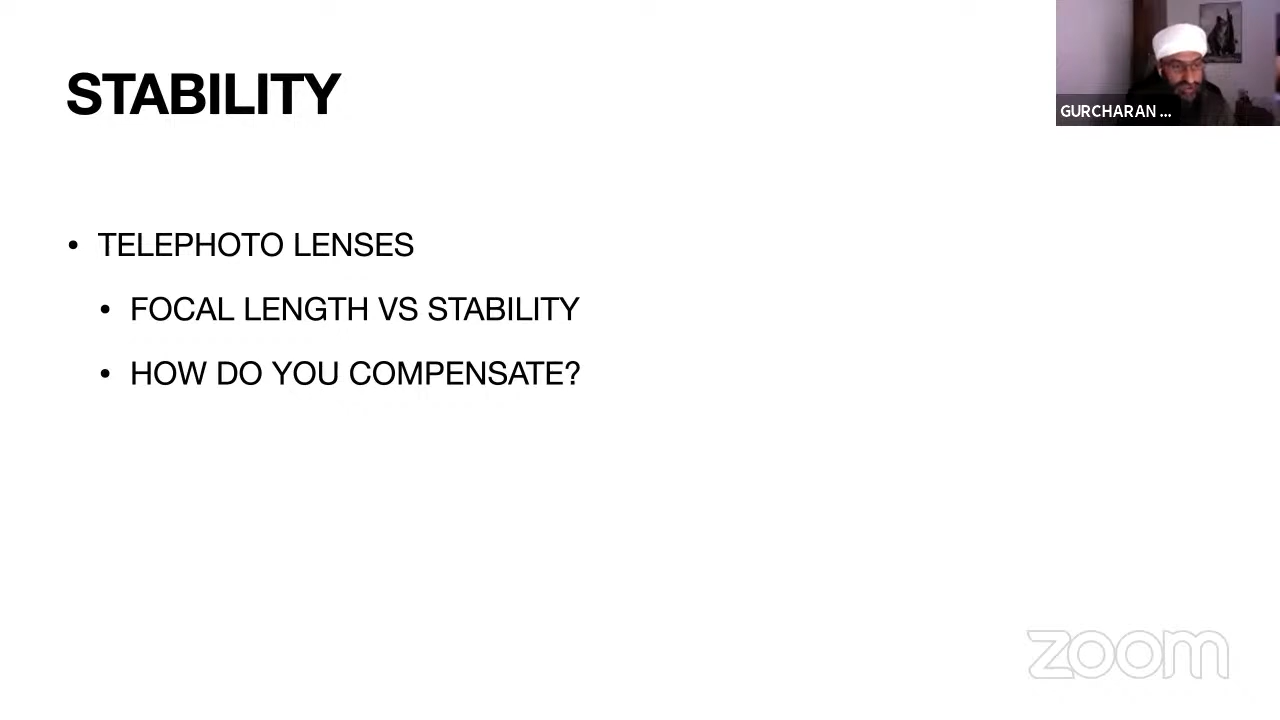 STABILITY
GURCHARAN ...
• TELEPHOTO LENSES
• FOCAL LENGTH VS STABILITY
• HOW DO YOU COMPENSATE?
zoom